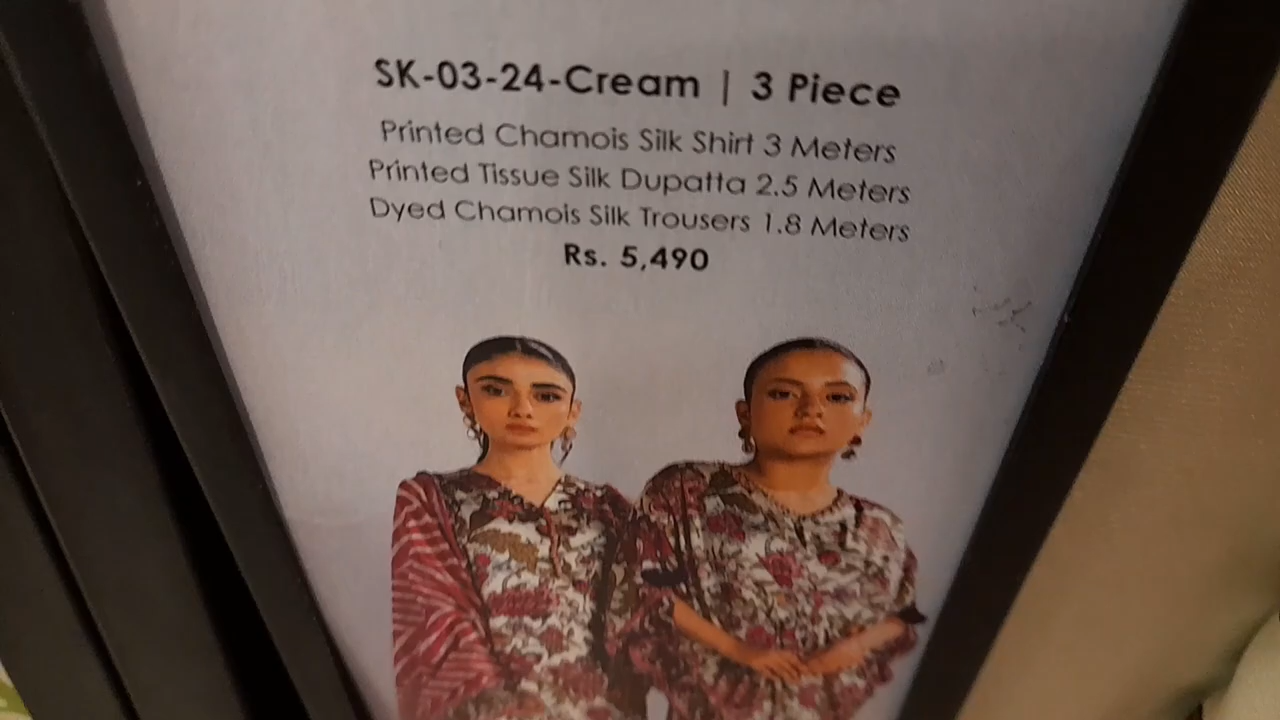 SK-03-24-Cream | 3 Piece
Printed Chamois Silk Shirt 3 Meters
Printed Tissue Silk Dupatta 2.5 Meters
Dyed Chamois Silk Trousers 1.8 Meters
Rs. 5,490